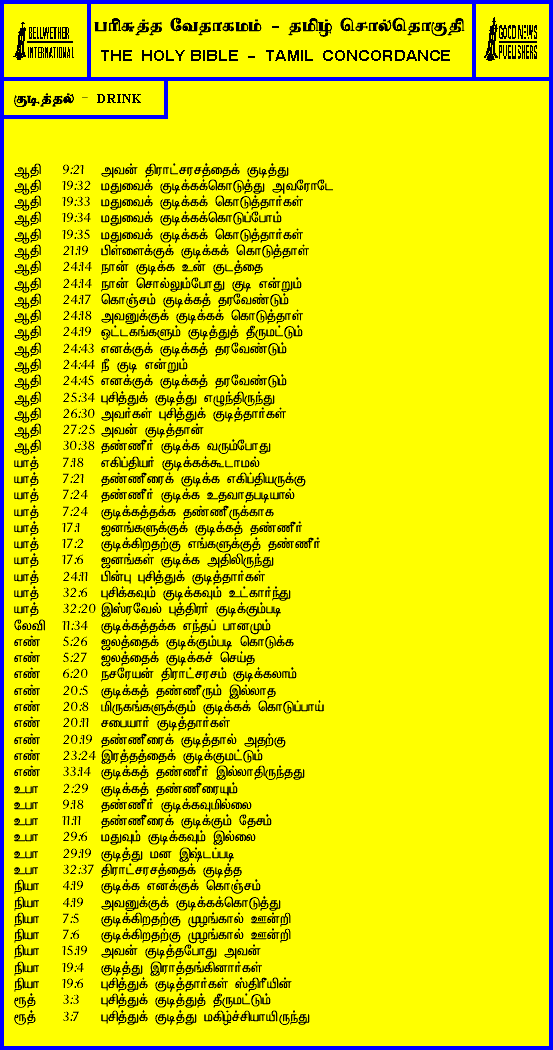 BELLWETHER
INTERNATIONAL
பரிசுத்த வேதாகமம் - தமிழ் சொல்தொகுதி
THE HOLY BIBLE - TAMIL CONCORDANCE
GOOD NEWS
PUBLISHERS
குடித்தல் - DRINK
ஆதி 9:21 அவன் திராட்சரசத்தைக் குடித்து
ஆதி 19:32 மதுவைக் குடிக்கக்கொடுத்து அவரோடே
ஆதி 19:33 மதுவைக் குடிக்கக் கொடுத்தார்கள்
ஆதி 19:34 மதுவைக் குடிக்கக்கொடுப்போம்
ஆதி 19:35 மதுவைக் குடிக்கக் கொடுத்தார்கள்
ஆதி 21:19 பிள்ளைக்குக் குடிக்கக் கொடுத்தாள்
ஆதி 24:14 நான் குடிக்க உன் குடத்தை
ஆதி 24:14 நான் சொல்லும்போது குடி என்றும்
ஆதி 24:17 கொஞ்சம் குடிக்கத் தரவேண்டும்
ஆதி 24:18 அவனுக்குக் குடிக்கக் கொடுத்தாள்
ஆதி 24:19 ஒட்டகங்களும் குடித்துத் தீருமட்டும்
ஆதி 24:43 எனக்குக் குடிக்கத் தரவேண்டும்
ஆதி 24:44 நீ குடி என்றும்
ஆதி 24:45 எனக்குக் குடிக்கத் தரவேண்டும்
ஆதி 25:34 புசித்துக் குடித்து எழுந்திருந்து
ஆதி 26:30 அவர்கள் புசித்துக் குடித்தார்கள்
ஆதி 27:25 அவன் குடித்தான்
ஆதி 30:38 தண்ணீர் குடிக்க வரும்போது
யாத் 7:18 எகிப்தியர் குடிக்கக்கூடாமல்
யாத் 7:21 தண்ணீரைக் குடிக்க எகிப்தியருக்கு
யாத் 7:24 தண்ணீர் குடிக்க உதவாதபடியால்
யாத் 7:24 குடிக்கத்தக்க தண்ணீருக்காக
யாத் 17:1 ஜனங்களுக்குக் குடிக்கத் தண்ணீர்
யாத் 17:2 குடிக்கிறதற்கு எங்களுக்குத் தண்ணீர்
யாத் 17:6 ஜனங்கள் குடிக்க அதிலிருந்து
யாத் 24:11 பின்பு புசித்துக் குடித்தார்கள்
யாத் 32:6 புசிக்கவும் குடிக்கவும் உட்கார்ந்து
யாத் 32:20 இஸ்ரவேல் புத்திரர் குடிக்கும்படி
லேவி 11:34 குடிக்கத்தக்க எந்தப் பானமும்
எண் 5:26 ஜலத்தைக் குடிக்கும்படி கொடுக்க
எண் 5:27 ஜலத்தைக் குடிக்கச் செய்த
எண் 6:20 நசரேயன் திராட்சரசம் குடிக்கலாம்
எண் 20:5 குடிக்கத் தண்ணீரும் இல்லாத
எண் 20:8 மிருகங்களுக்கும் குடிக்கக் கொடுப்பாய்
எண் 20:11 சபையார் குடித்தார்கள்
எண் 20:19 தண்ணீரைக் குடித்தால் அதற்கு
எண் 23:24 இரத்தத்தைக் குடிக்குமட்டும்
எண் 33:14 குடிக்கத் தண்ணீர் இல்லாதிருந்தது
உபா 2:29 குடிக்கத் தண்ணீரையும்
உபா 9:18 தண்ணீர் குடிக்கவுமில்லை
உபா 11:11 தண்ணீரைக் குடிக்கும் தேசம்
உபா 29:6 மதுவும் குடிக்கவும் இல்லை
உபா 29:19 குடித்து மன இஷ்டப்படி
உபா 32:37 திராட்சரசத்தைக் குடித்த
நியா 4:19 குடிக்க எனக்குக் கொஞ்சம்
நியா 4:19 அவனுக்குக் குடிக்கக்கொடுத்து
நியா 7:5 குடிக்கிறதற்கு முழங்கால் ஊன்றி
நியா 7:6 குடிக்கிறதற்கு முழங்கால் ஊன்றி
நியா 15:19 அவன் குடித்தபோது அவன்
நியா 19:4 குடித்து இராத்தங்கினார்கள்
நியா 19:6 புசித்துக் குடித்தார்கள் ஸ்திரீயின்
ரூத் 3:3 புசித்துக் குடித்துத் தீருமட்டும்
ரூத் 3:7 புசித்துக் குடித்து மகிழ்ச்சியாயிருந்து